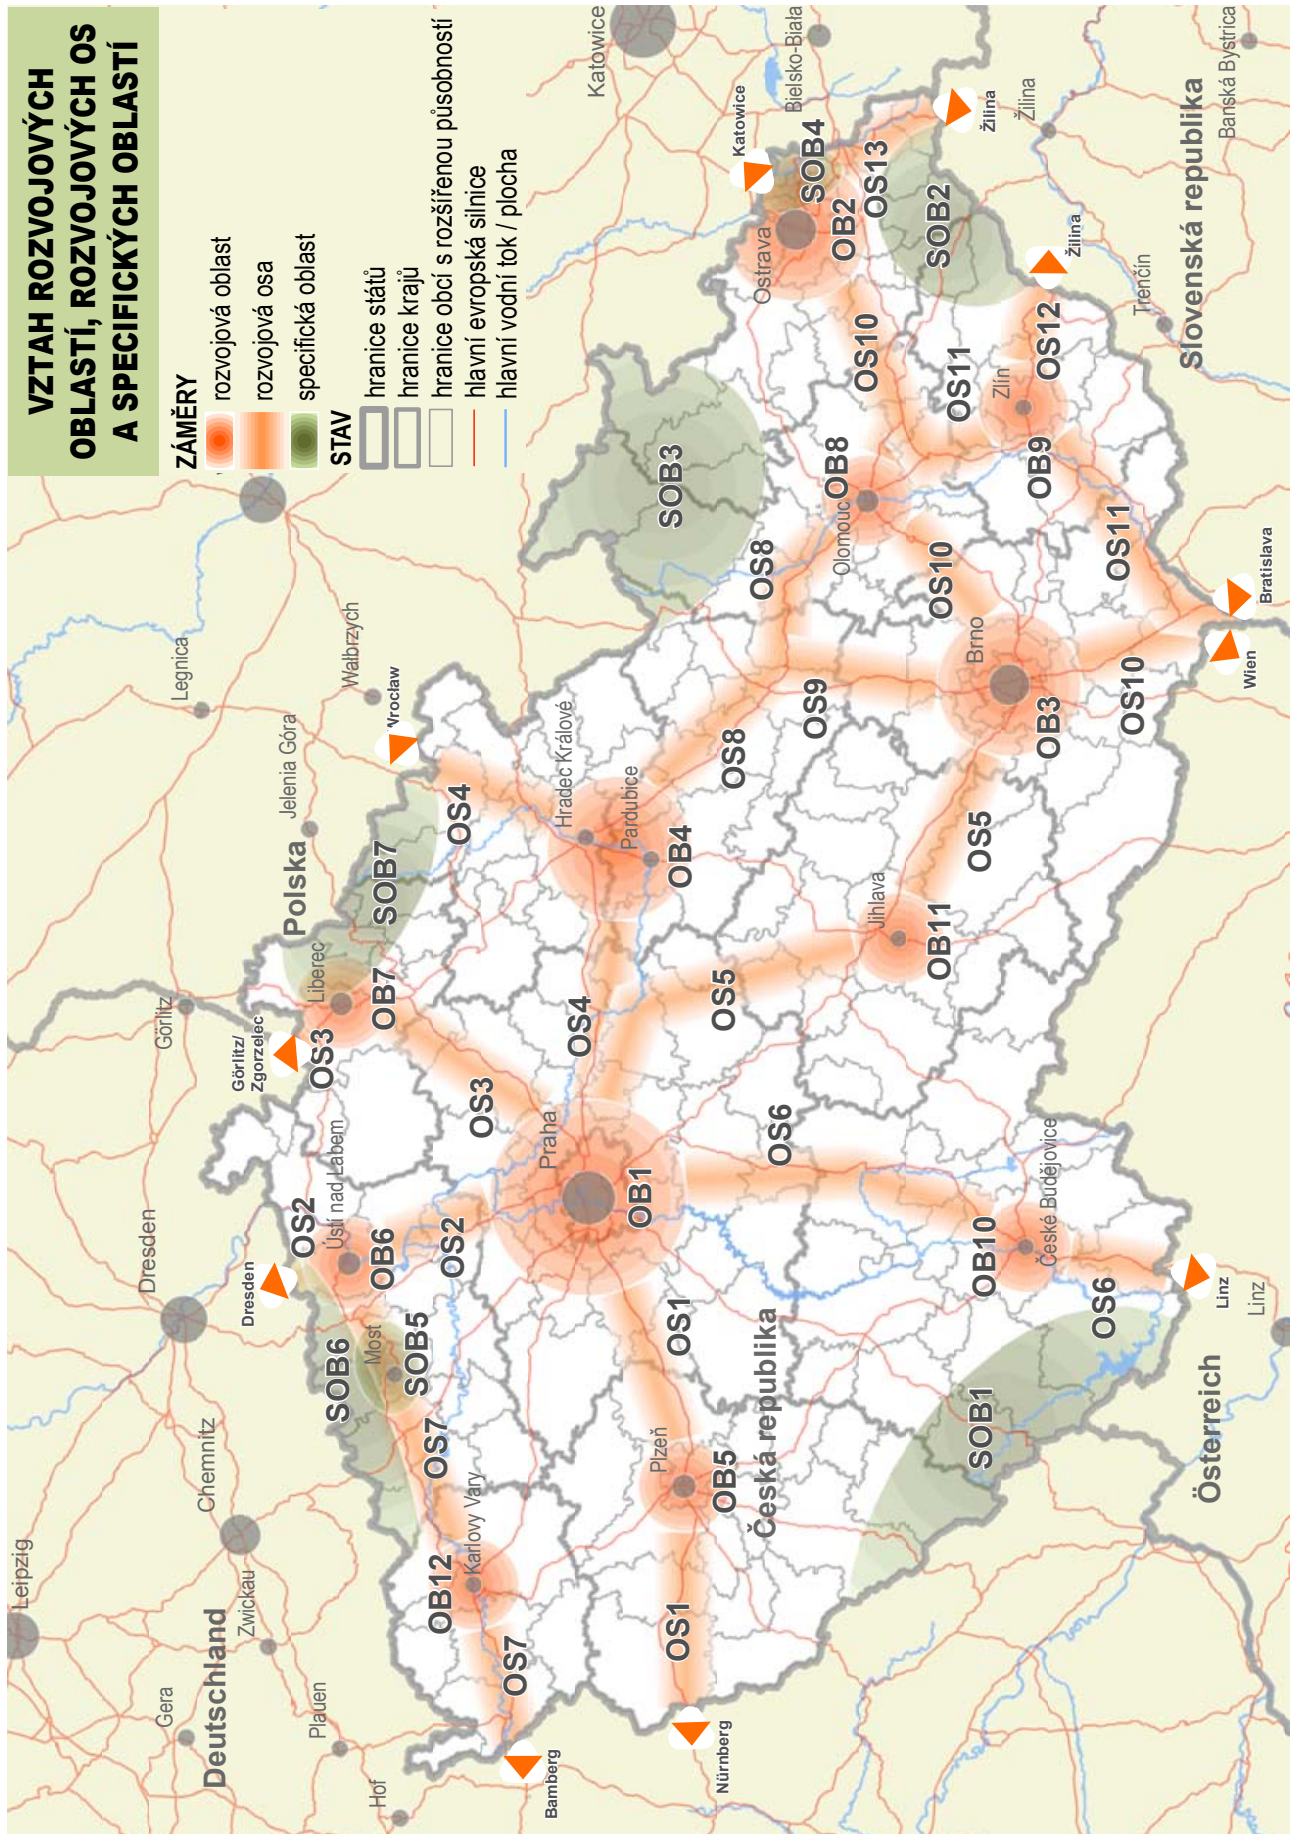 VZTAH ROZVOJOVÝCH
OBLASTÍ, ROZVOJOVÝCH OS
A SPECIFICKÝCH OBLASTÍ
ZÁMĚRY
rozvojová oblast
rozvojová osa
specifická oblast
STAV
hranice států
hranice krajů
hranice obcí s rozšířenou působností
hlavní evropská silnice
hlavní vodní tok / plocha
Leipzig
Gera
Deutschland
Zwickau
Chemnitz
Plauen
Hof
Dresden
Dresden
Görlitz
Görlitz/
Zgorzelec
Polska
Jelenia Góra
Legnica
Wałbrzych
Wrocław
Katowice
Katowice
Bielsko-Biała
Žilina
Žilina
Žilina
Banská Bystrica
Slovenská republika
Trenčín
Bratislava
Wien
Linz
Linz
Österreich
Nürnberg
Bamberg
Česká republika
OS2
Ústí nad Labem
OB6
OS2
SOB6
Most
SOB5
OS7
OB12
Karlovy Vary
OS7
OS3
Liberec
OB7
SOB7
OS3
OS4
Praha
OB1
OS4
Hradec Králové
Pardubice
OB4
OS1
Plzeň
OB5
OS1
OS5
OS6
OS8
OS8
OS9
SOB3
Ostrava
OB2
SOB4
OS13
SOB2
OS10
OB8
Olomouc
OS10
OS11
Zlín
OS12
OB9
OS11
Brno
OB3
OS10
OS5
Jihlava
OB11
OB10
České Budějovice
OS6
SOB1